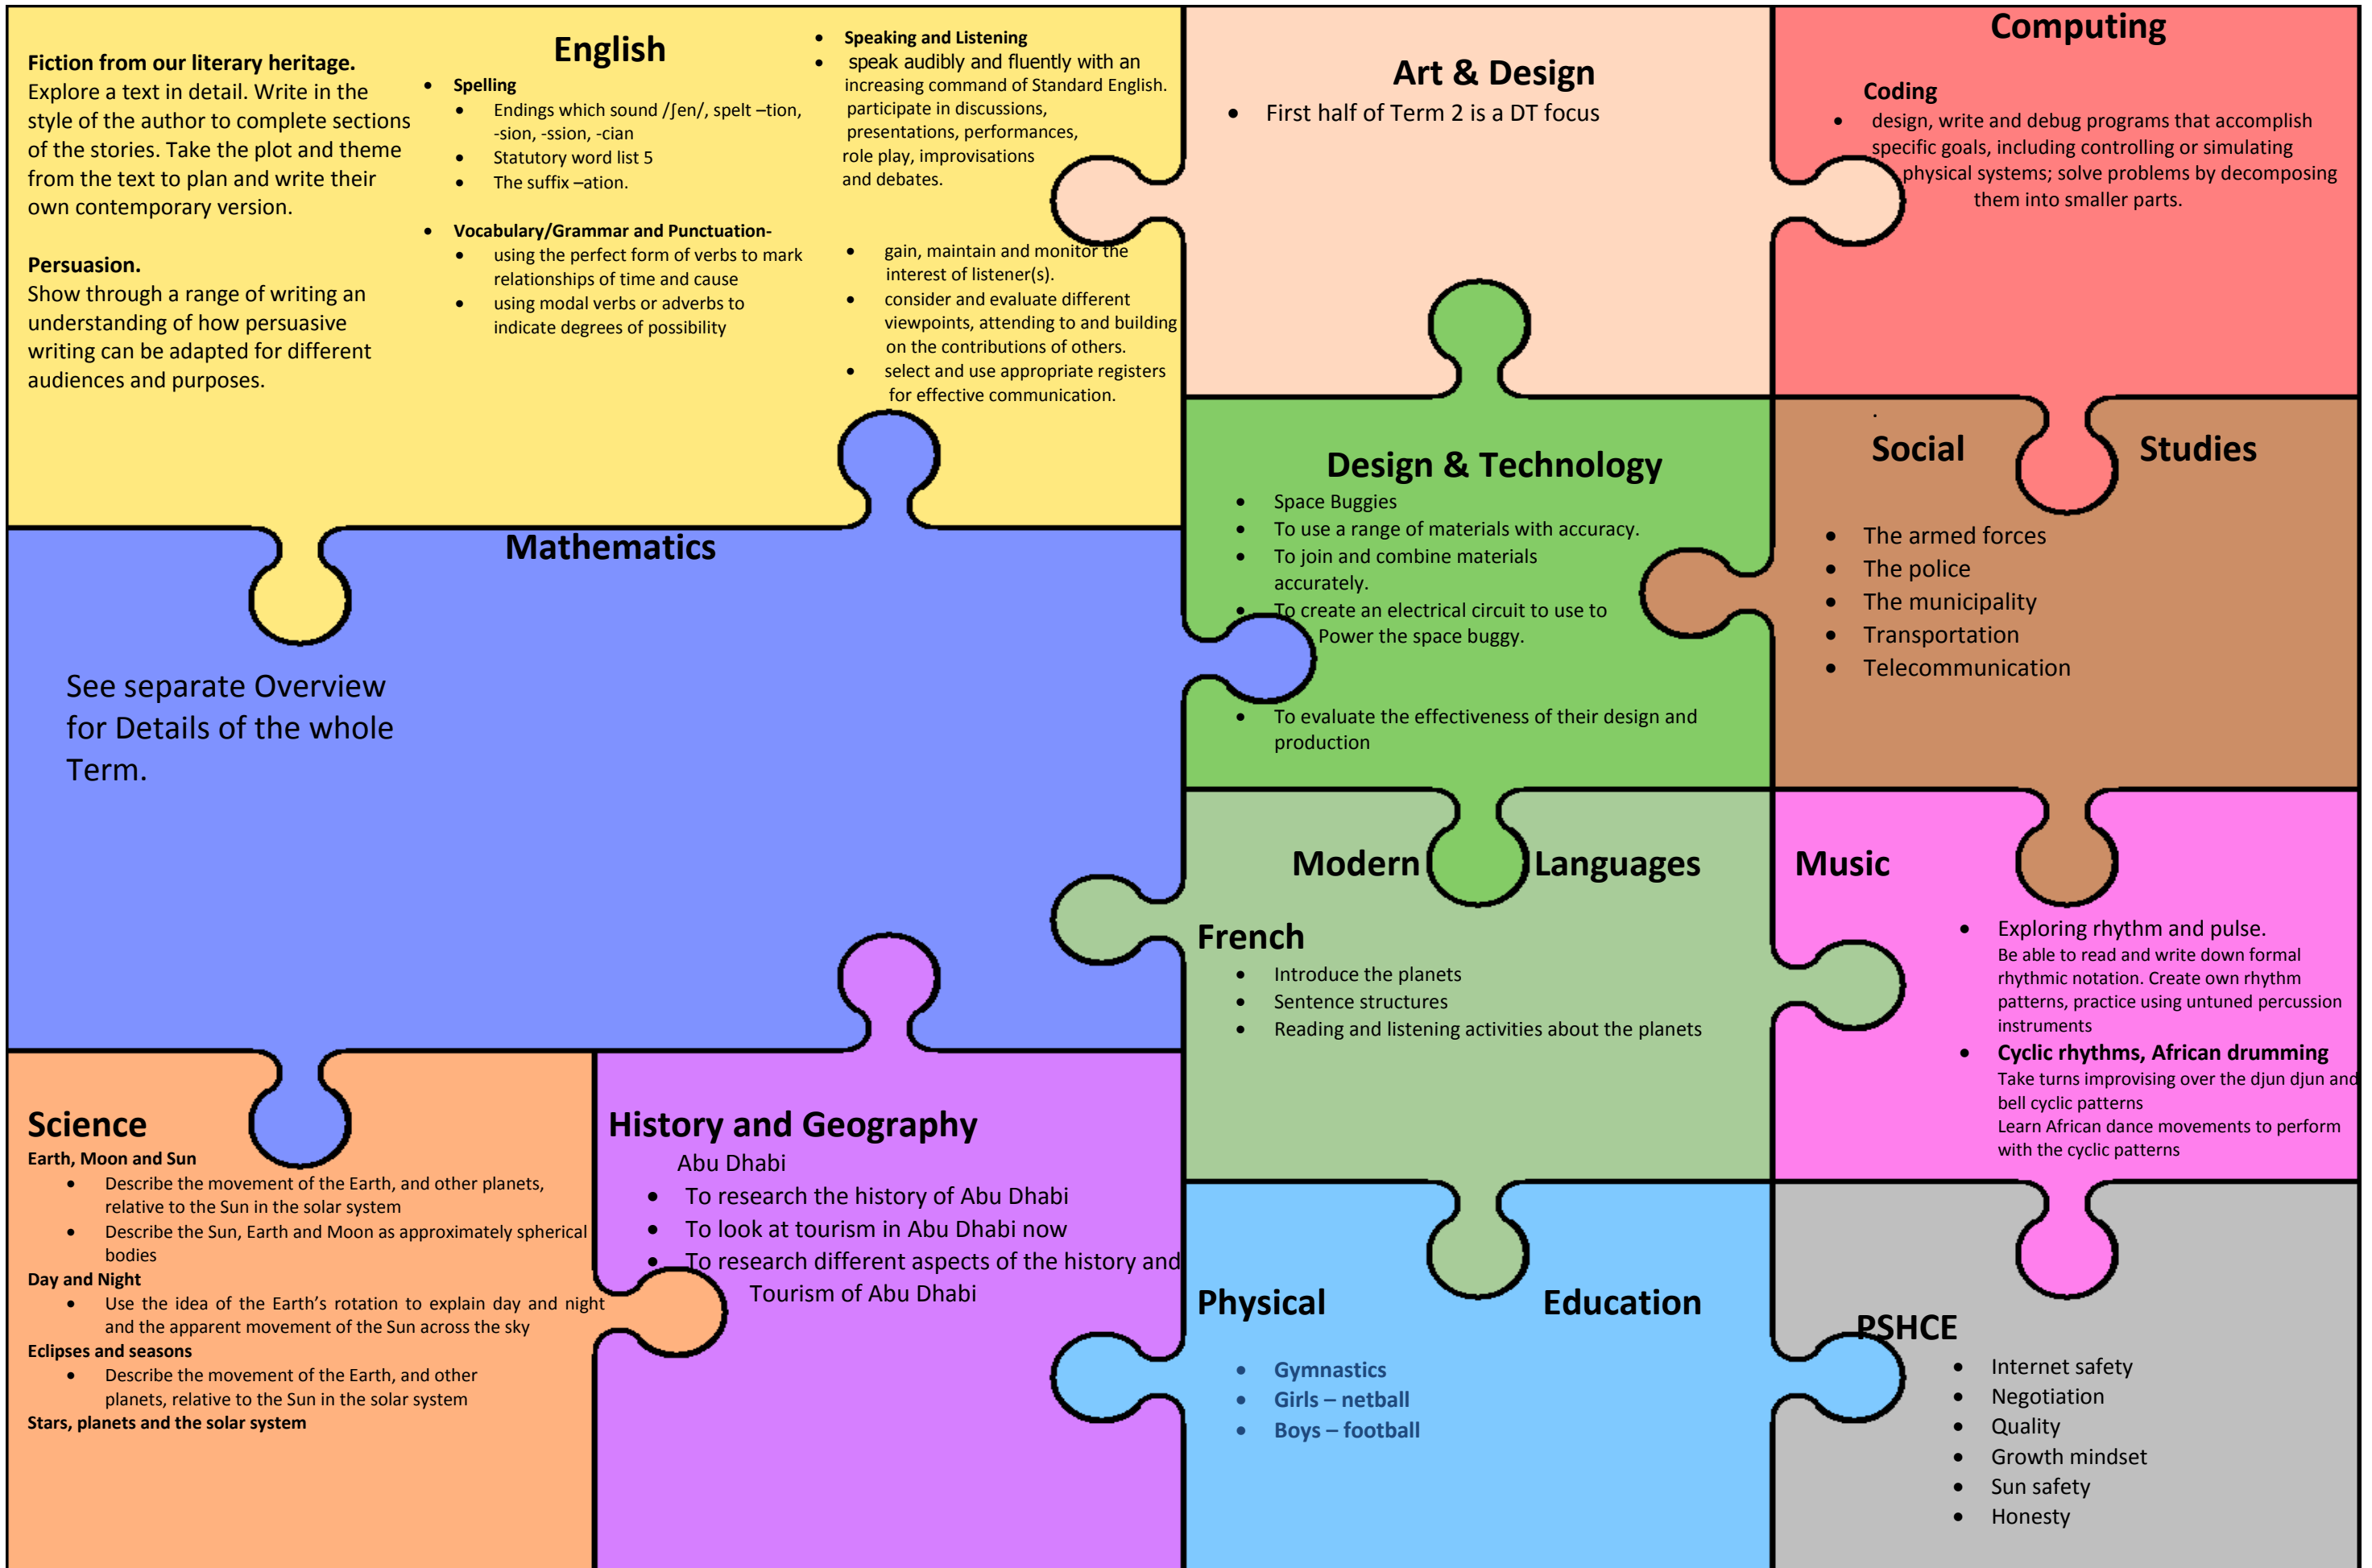 English
Fiction from our literary heritage.
Explore a text in detail. Write in the
style of the author to complete sections
of the stories. Take the plot and theme
from the text to plan and write their
own contemporary version.
Persuasion.
Show through a range of writing an
understanding of how persuasive
writing can be adapted for different
audiences and purposes.
• Spelling
• Endings which sound /ʃen/, spelt –tion,
-sion, -ssion, -cian
• Statutory word list 5
• The suffix –ation.
• Vocabulary/Grammar and Punctuation-
• using the perfect form of verbs to mark
relationships of time and cause
• using modal verbs or adverbs to
indicate degrees of possibility
• Speaking and Listening
• speak audibly and fluently with an
increasing command of Standard English.
participate in discussions,
presentations, performances,
role play, improvisations
and debates.
• gain, maintain and monitor the
interest of listener(s).
• consider and evaluate different
viewpoints, attending to and building
on the contributions of others.
• select and use appropriate registers
for effective communication.
Art & Design
• First half of Term 2 is a DT focus
Computing
Coding
• design, write and debug programs that accomplish
specific goals, including controlling or simulating
physical systems; solve problems by decomposing
them into smaller parts.
Mathematics
See separate Overview
for Details of the whole
Term.
Design & Technology
• Space Buggies
• To use a range of materials with accuracy.
• To join and combine materials
accurately.
• To create an electrical circuit to use to
Power the space buggy.
• To evaluate the effectiveness of their design and
production
.
Social Studies
• The armed forces
• The police
• The municipality
• Transportation
• Telecommunication
Modern Languages
French
• Introduce the planets
• Sentence structures
• Reading and listening activities about the planets
Music
• Exploring rhythm and pulse.
Be able to read and write down formal
rhythmic notation. Create own rhythm
patterns, practice using untuned percussion
instruments
• Cyclic rhythms, African drumming
Take turns improvising over the djun djun and
bell cyclic patterns
Learn African dance movements to perform
with the cyclic patterns
Science
Earth, Moon and Sun
• Describe the movement of the Earth, and other planets,
relative to the Sun in the solar system
• Describe the Sun, Earth and Moon as approximately spherical
bodies
Day and Night
• Use the idea of the Earth’s rotation to explain day and night
and the apparent movement of the Sun across the sky
Eclipses and seasons
• Describe the movement of the Earth, and other
planets, relative to the Sun in the solar system
Stars, planets and the solar system
History and Geography
Abu Dhabi
• To research the history of Abu Dhabi
• To look at tourism in Abu Dhabi now
• To research different aspects of the history and
Tourism of Abu Dhabi
Physical Education
• Gymnastics
• Girls – netball
• Boys – football
PSHCE
• Internet safety
• Negotiation
• Quality
• Growth mindset
• Sun safety
• Honesty